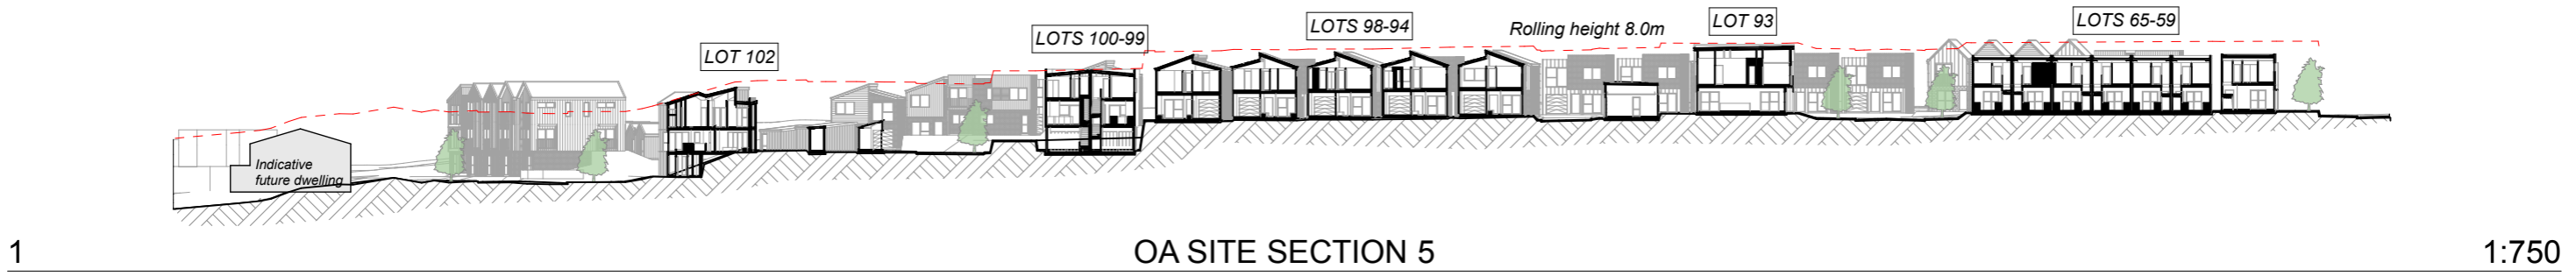 LOT 102
LOTS 100-99
LOTS 98-94
Rolling height 8.0m
LOT 93
LOTS 65-59
Indicative
future dwelling
1
OA SITE SECTION 5
1:750